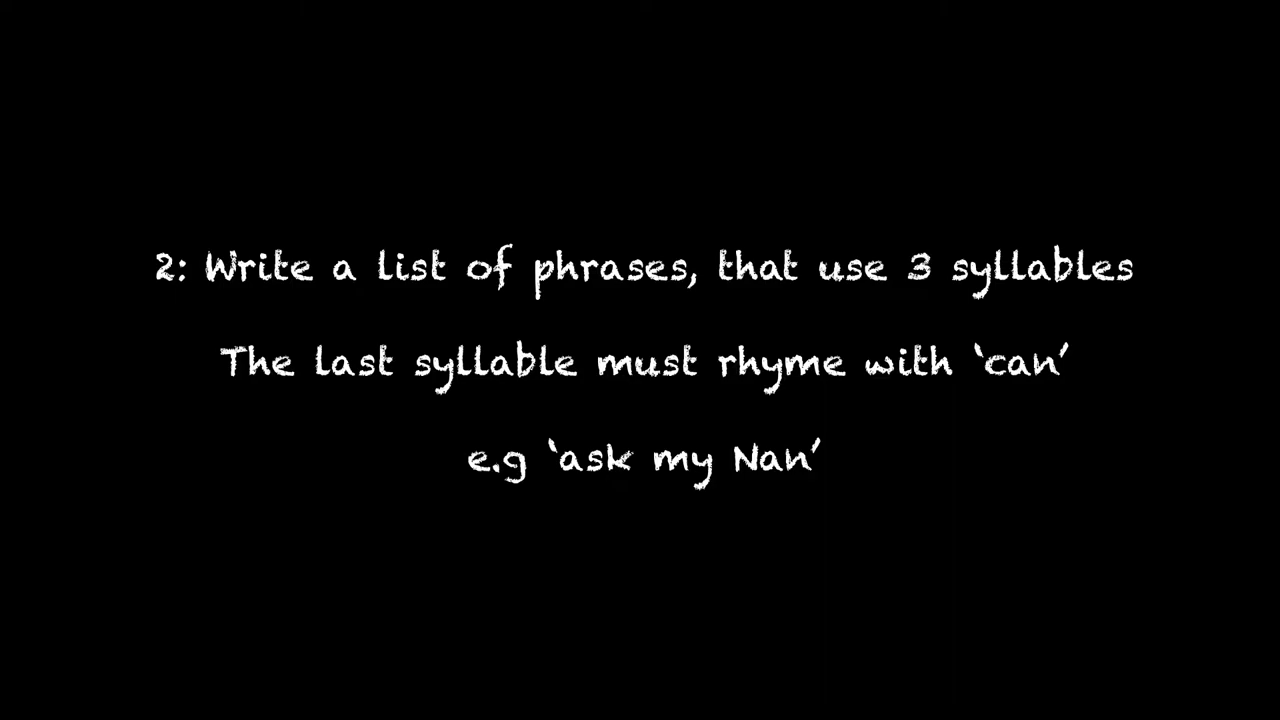 2: Write a list of phrases, that use 3 syllables
The last syllable must rhyme with ‘can’
e.g ‘ask my Nan’